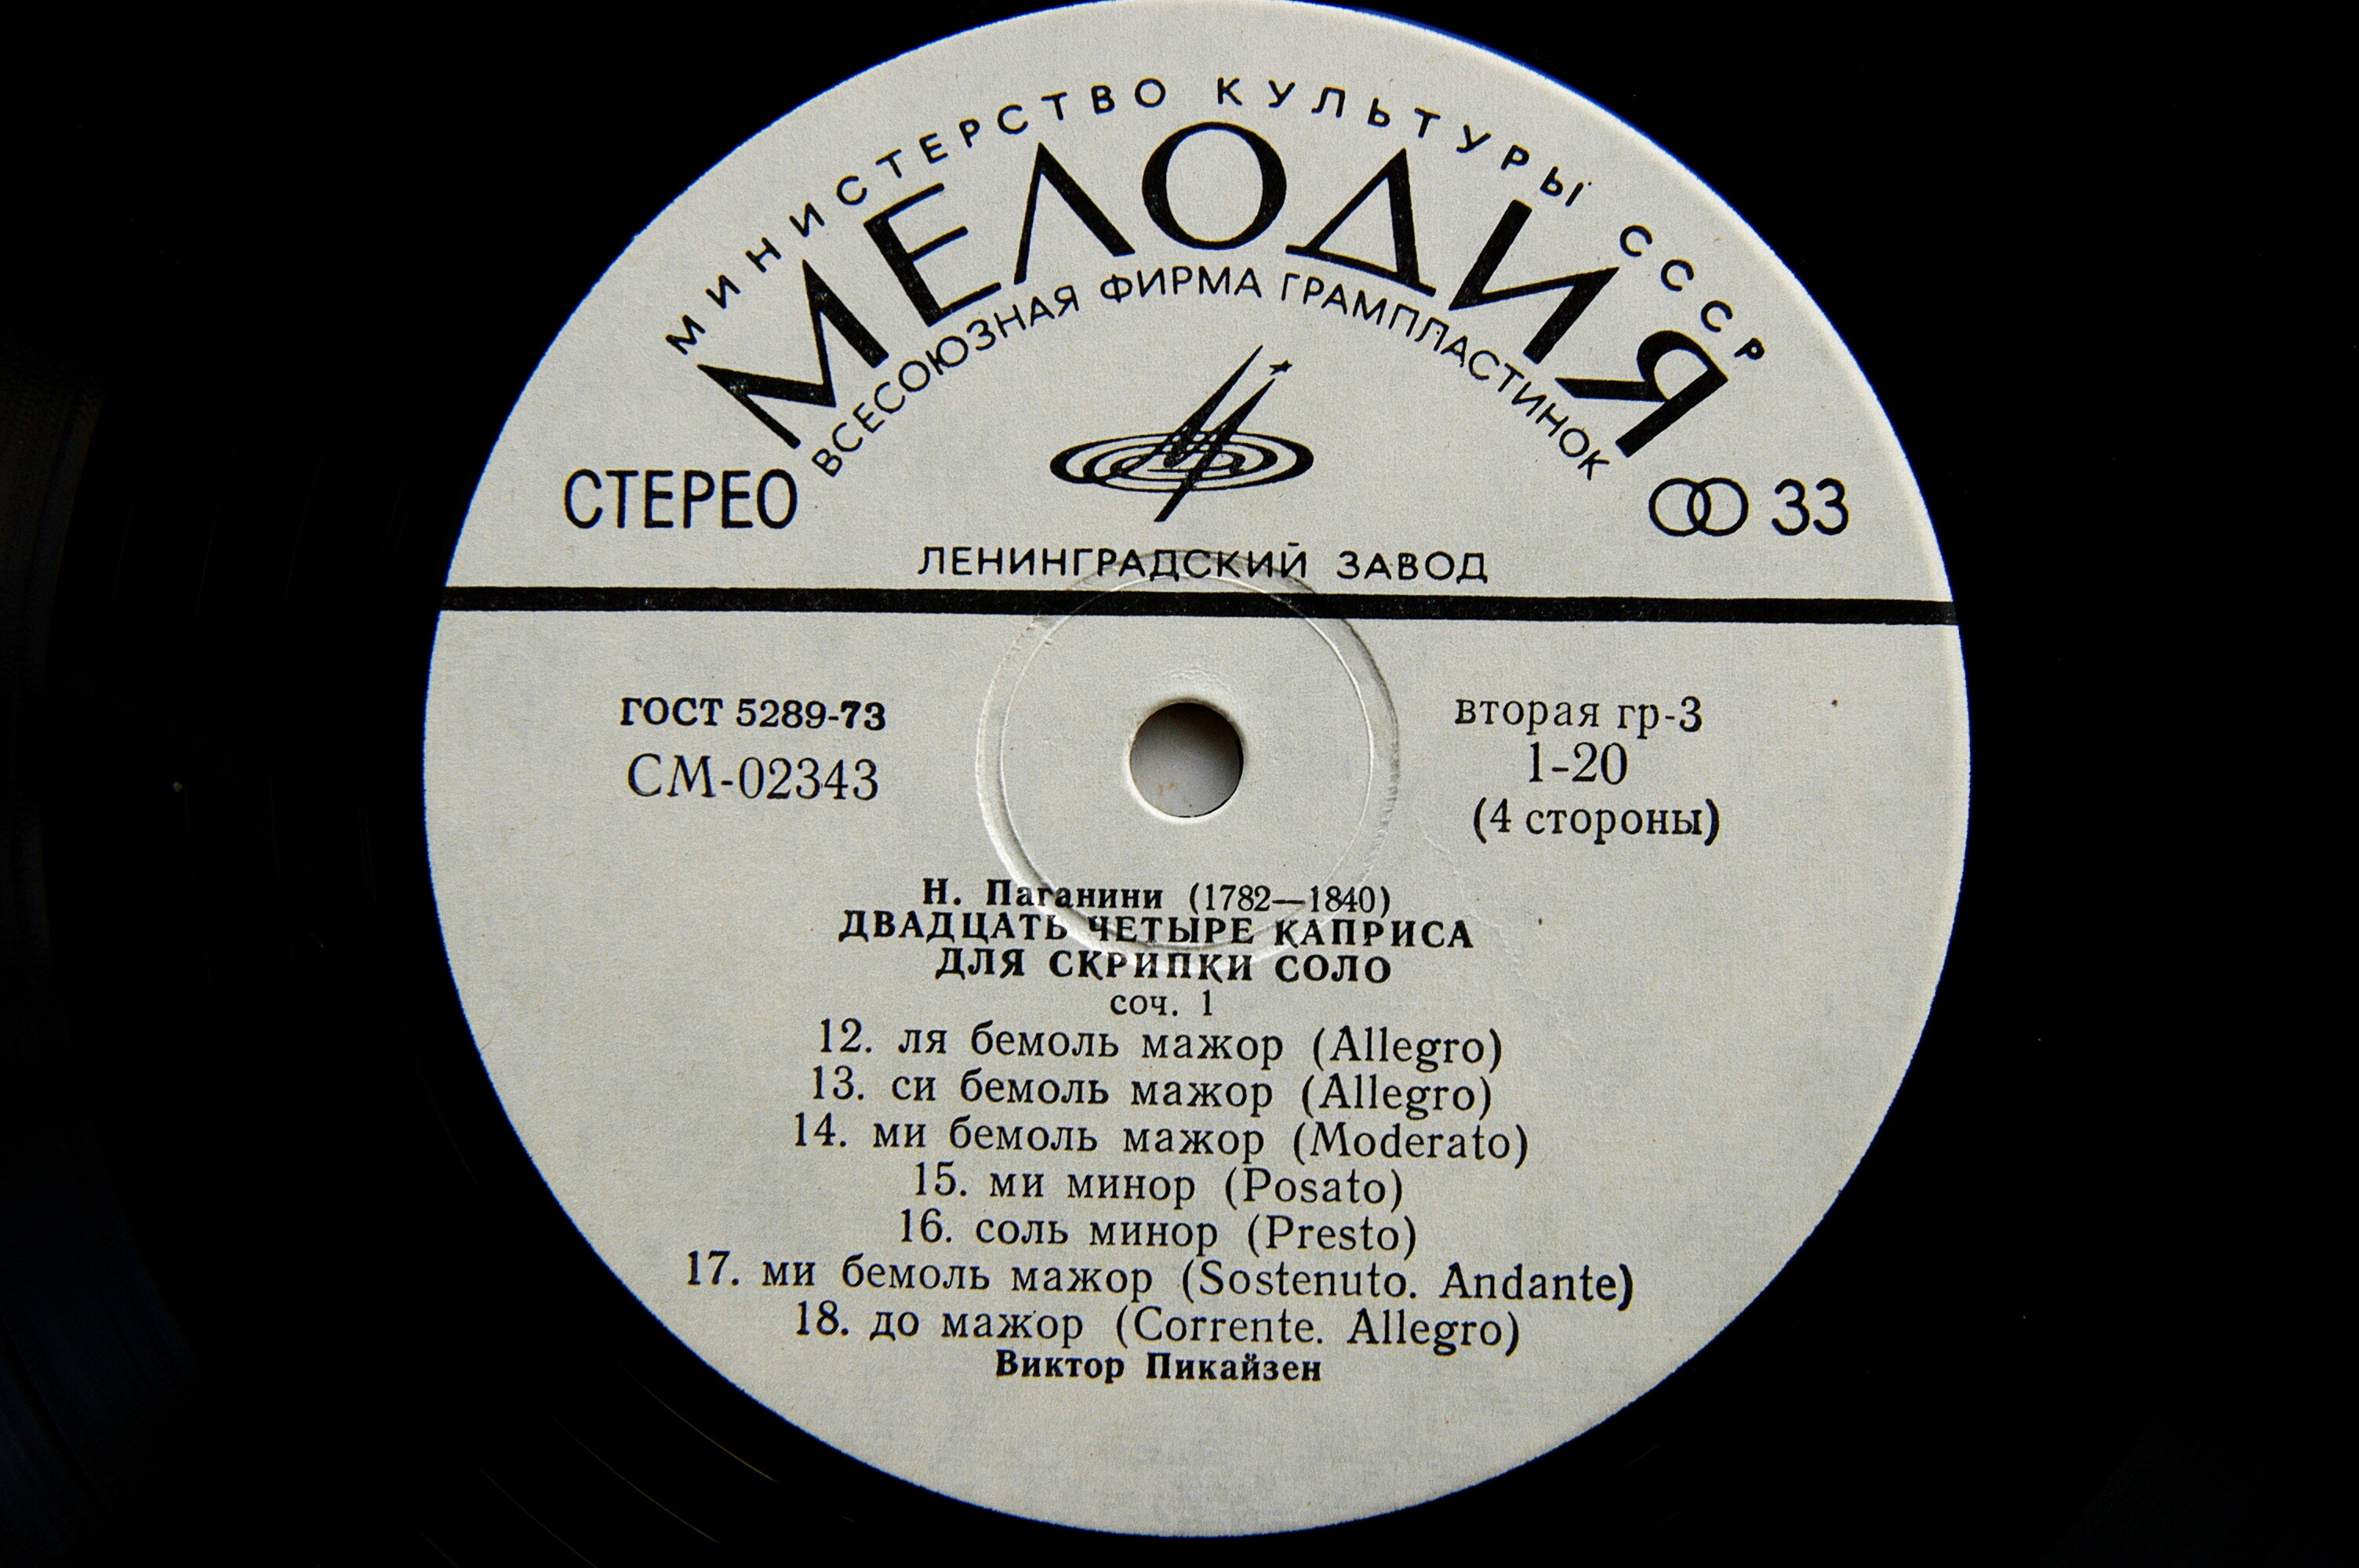 МИНИСТЕРСТВО КУЛЬТУРЫ СССР
МЕЛОДИЯ
ВСЕСОЮЗНАЯ ФИРМА ГРАМПЛАСТИНОК
СТЕРЕО
33
ЛЕНИНГРАДСКИЙ ЗАВОД
ГОСТ 5289-73
СМ-02343
вторая гр-3
1-20
(4 стороны)
Н. Паганини (1782—1840)
ДВАДЦАТЬ ЧЕТЫРЕ КАПРИСА
ДЛЯ СКРИПКИ СОЛО
соч. 1
12. ля бемоль мажор (Allegro)
13. си бемоль мажор (Allegro)
14. ми бемоль мажор (Moderato)
15. ми минор (Posato)
16. соль минор (Presto)
17. ми бемоль мажор (Sostenuto. Andante)
18. до мажор (Corrente. Allegro)
Виктор Пикайзен